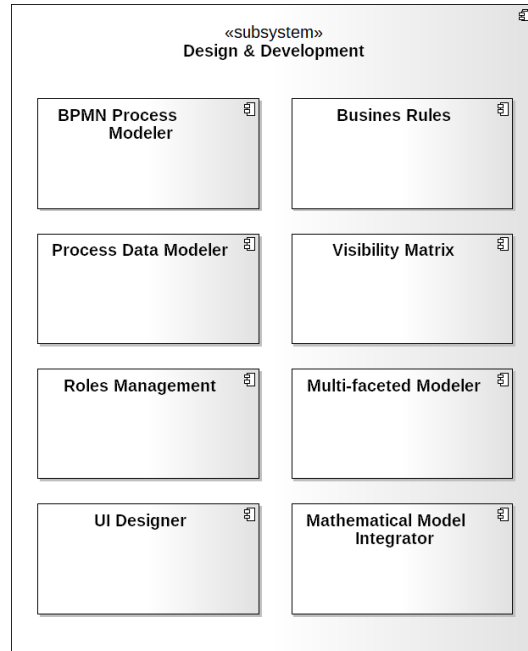 «subsystem»
Design & Development
BPMN Process
Modeler
Busines Rules
Process Data Modeler
Visibility Matrix
Roles Management
Multi-faceted Modeler
UI Designer
Mathematical Model
Integrator